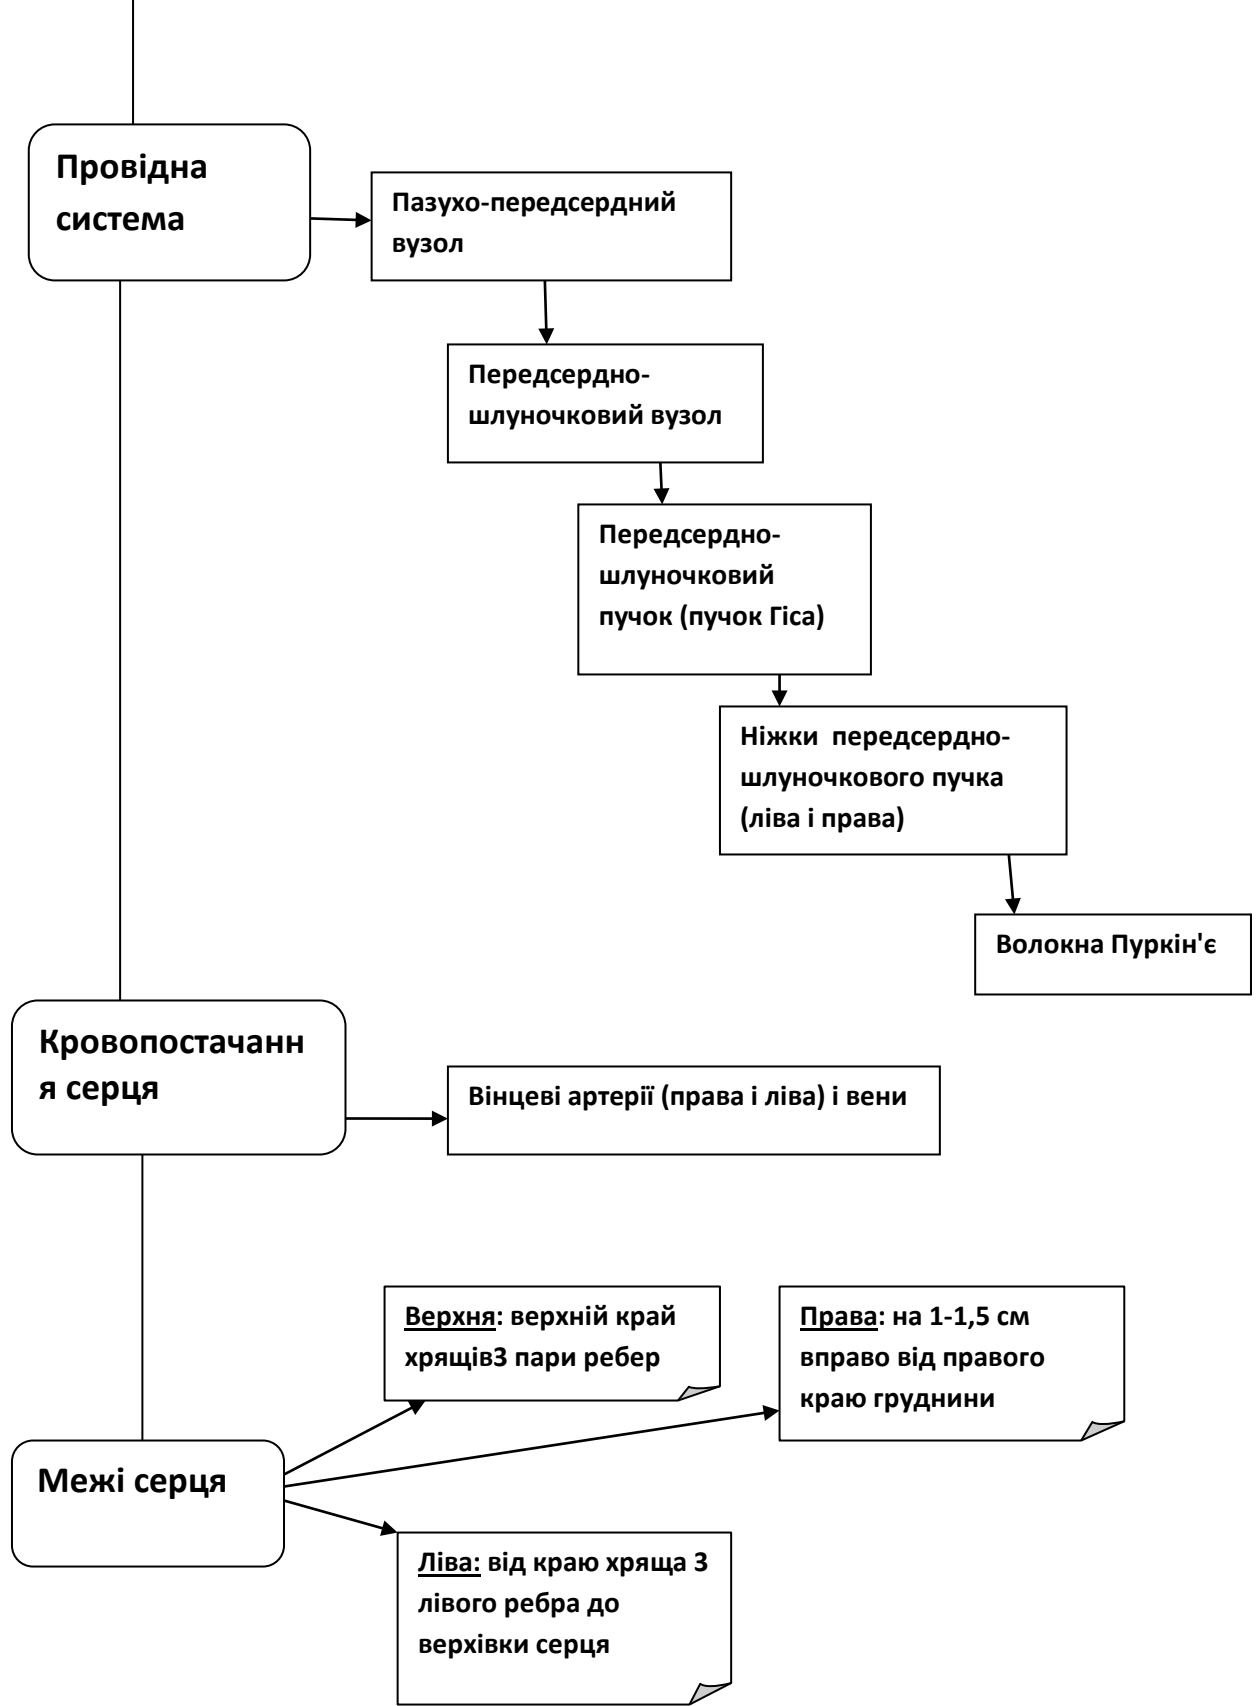 Провідна
система
Пазухо-передсердний
вузол
Передсердно-
шлуночковий вузол
Передсердно-
шлуночковий
пучок (пучок Гіса)
Ніжки  передсердно-
шлуночкового пучка
(ліва і права)
Волокна Пуркін'є
Кровопостачанн
я серця
Вінцеві артерії (права і ліва) і вени
Верхня: верхній край
хрящів3 пари ребер
Права: на 1-1,5 см
вправо від правого
краю груднини
Межі серця
Ліва: від краю хряща 3
лівого ребра до
верхівки серця